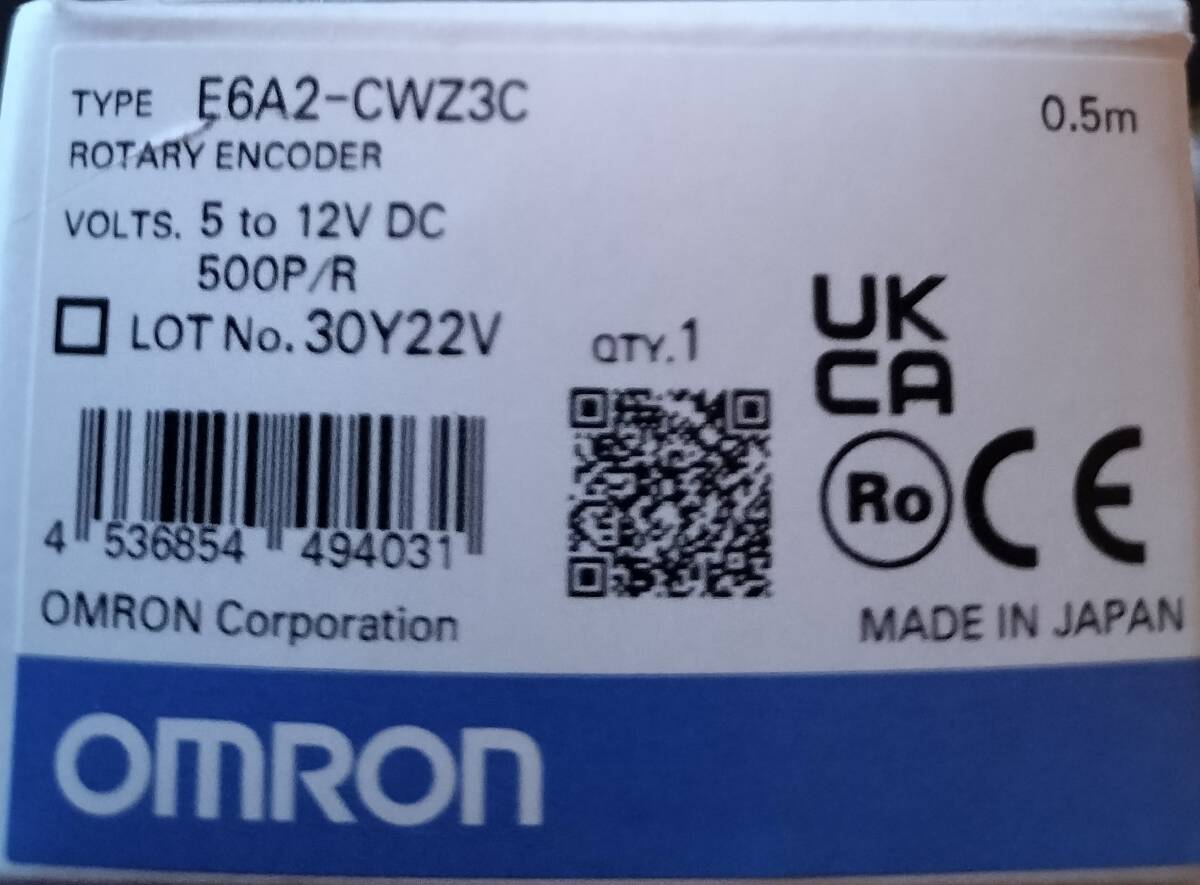 TYPE E6A2-CWZ3C 0.5m
ROTARY ENCODER
VOLTS. 5 to 12V DC
500P/R
LOT No. 30Y22V QTY.1
UK
CA
Ro CE
4 536854 494031
OMRON Corporation MADE IN JAPAN
OMRON